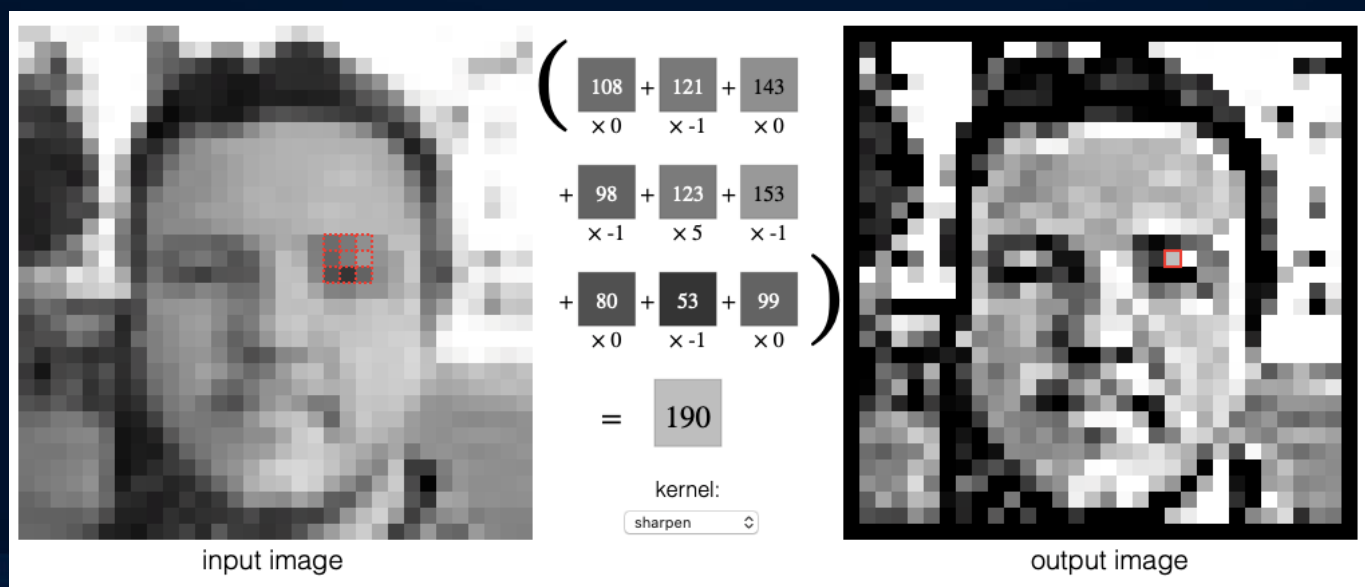 ( 108 + 121 + 143
× 0 × -1 × 0
+ 98 + 123 + 153
× -1 × 5 × -1
+ 80 + 53 + 99 )
× 0 × -1 × 0
= 190
kernel:
sharpen
input image
output image